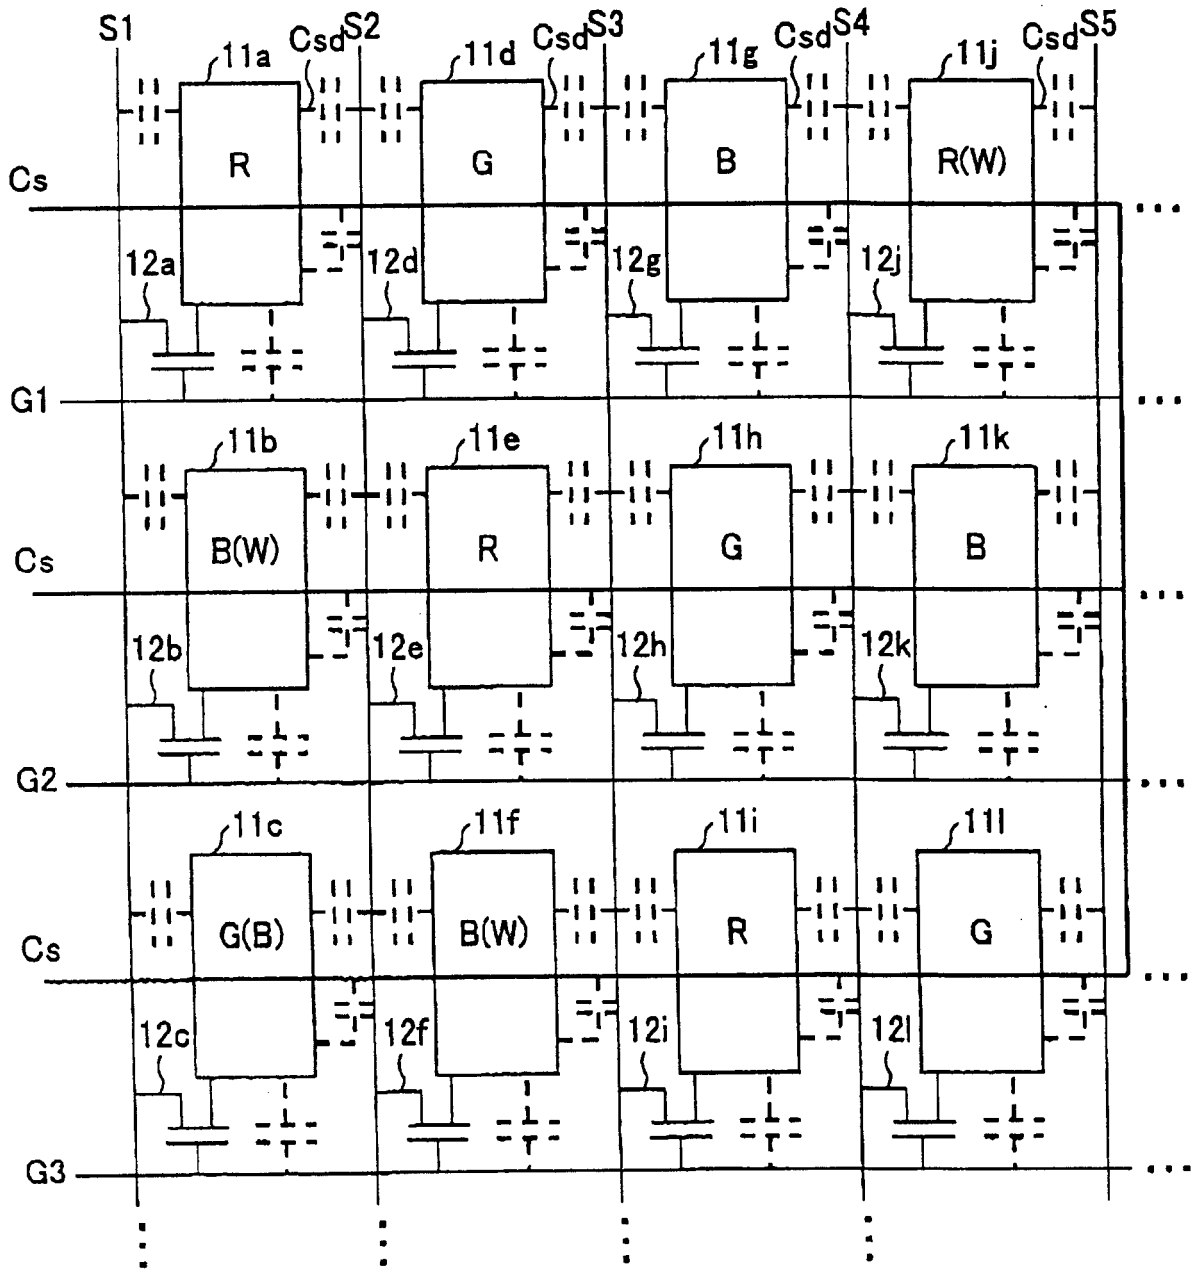 S1 Csd S2 Csd S3 Csd S4 Csd S5
11a 11d 11g 11j
R G B R(W)
Cs ...
12a 12d 12g 12j
G1 ...
11b 11e 11h 11k
B(W) R G B
Cs ...
12b 12e 12h 12k
G2 ...
11c 11f 11i 11l
G(B) B(W) R G
Cs ...
12c 12f 12i 12l
G3 ...